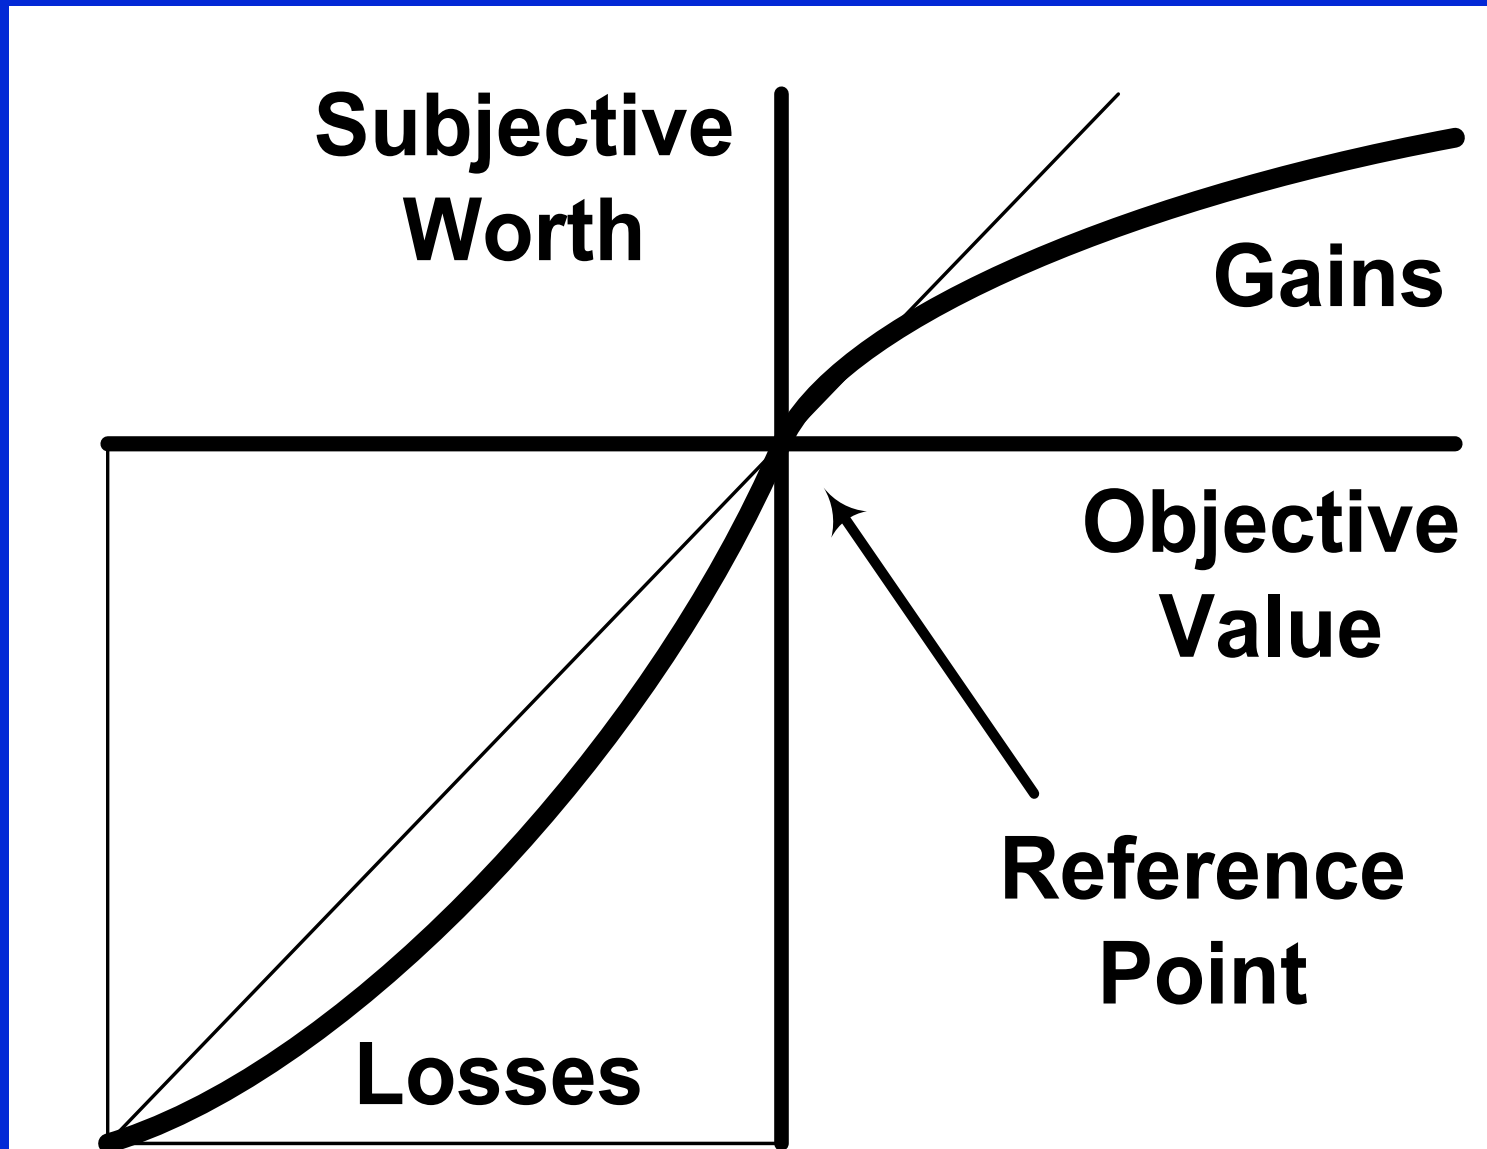 Subjective
Worth
Gains
Objective
Value
Reference
Point
Losses